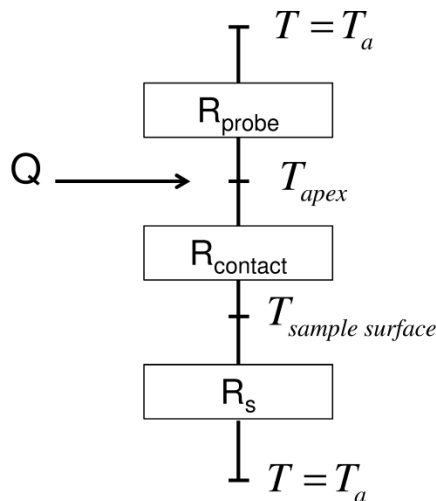 T = T_a
R_probe
Q
T_apex
R_contact
T_sample surface
R_s
T = T_a